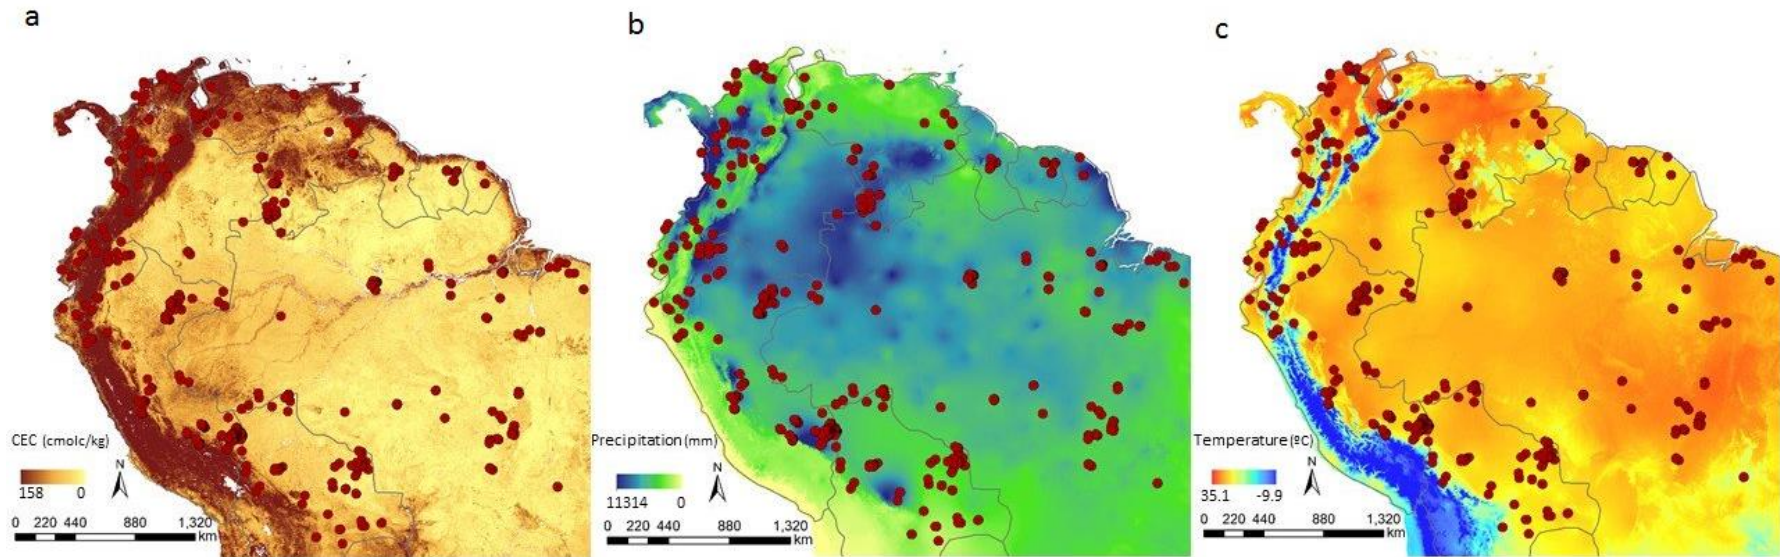 a
b
c
CEC (cmolc/kg)
158 0
N
0 220 440 880 1,320
km
Precipitation (mm)
11314 0
N
0 220 440 880 1,320
km
Temperature (ºC)
35.1 -9.9
N
0 220 440 880 1,320
km